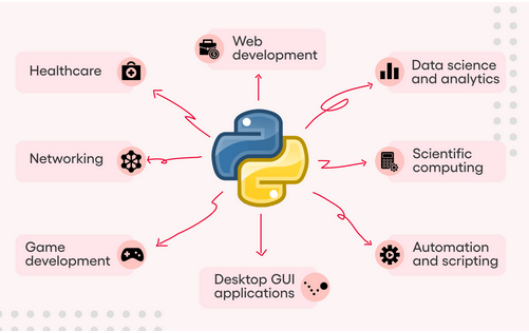 Web
development
Healthcare
Data science
and analytics
Networking
Scientific
computing
Game
development
Automation
and scripting
Desktop GUI
applications